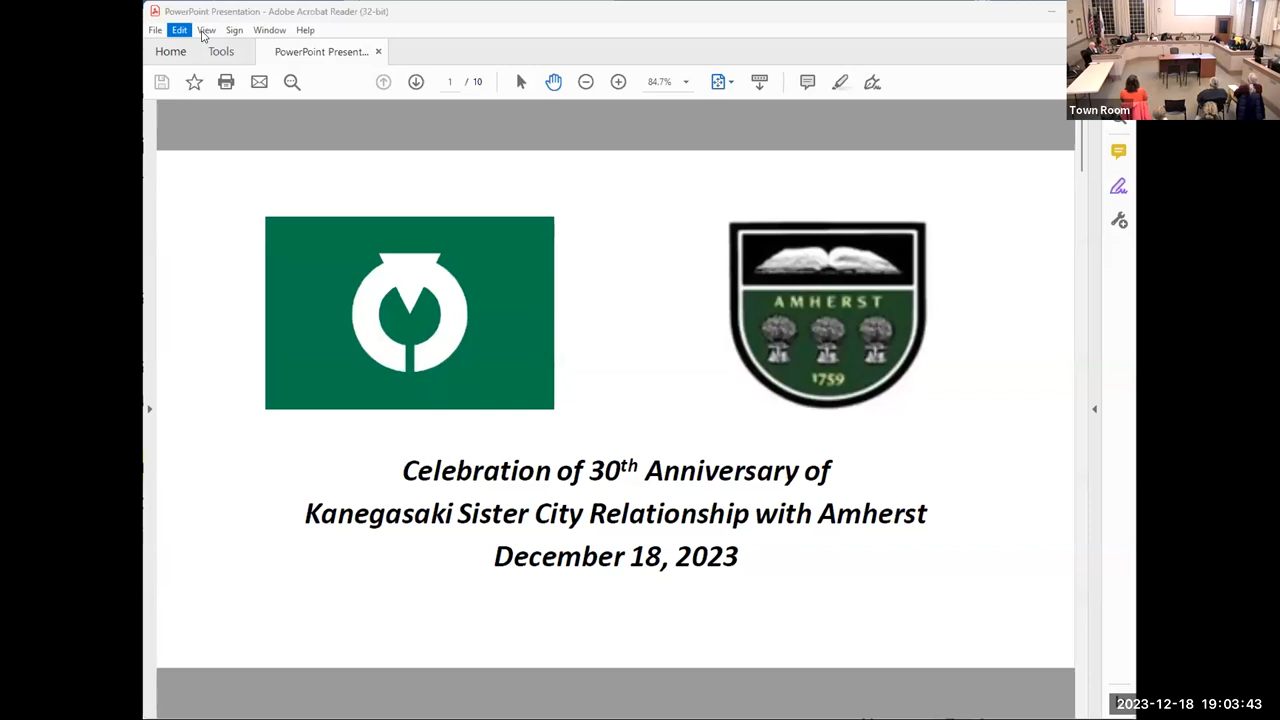 PowerPoint Presentation - Adobe Acrobat Reader (32-bit)
File Edit View Sign Window Help
Home Tools PowerPoint Present... ×
1 / 10 84.7%
Town Room
AMHERST
1759
Celebration of 30th Anniversary of
Kanegasaki Sister City Relationship with Amherst
December 18, 2023
2023-12-18 19:03:43